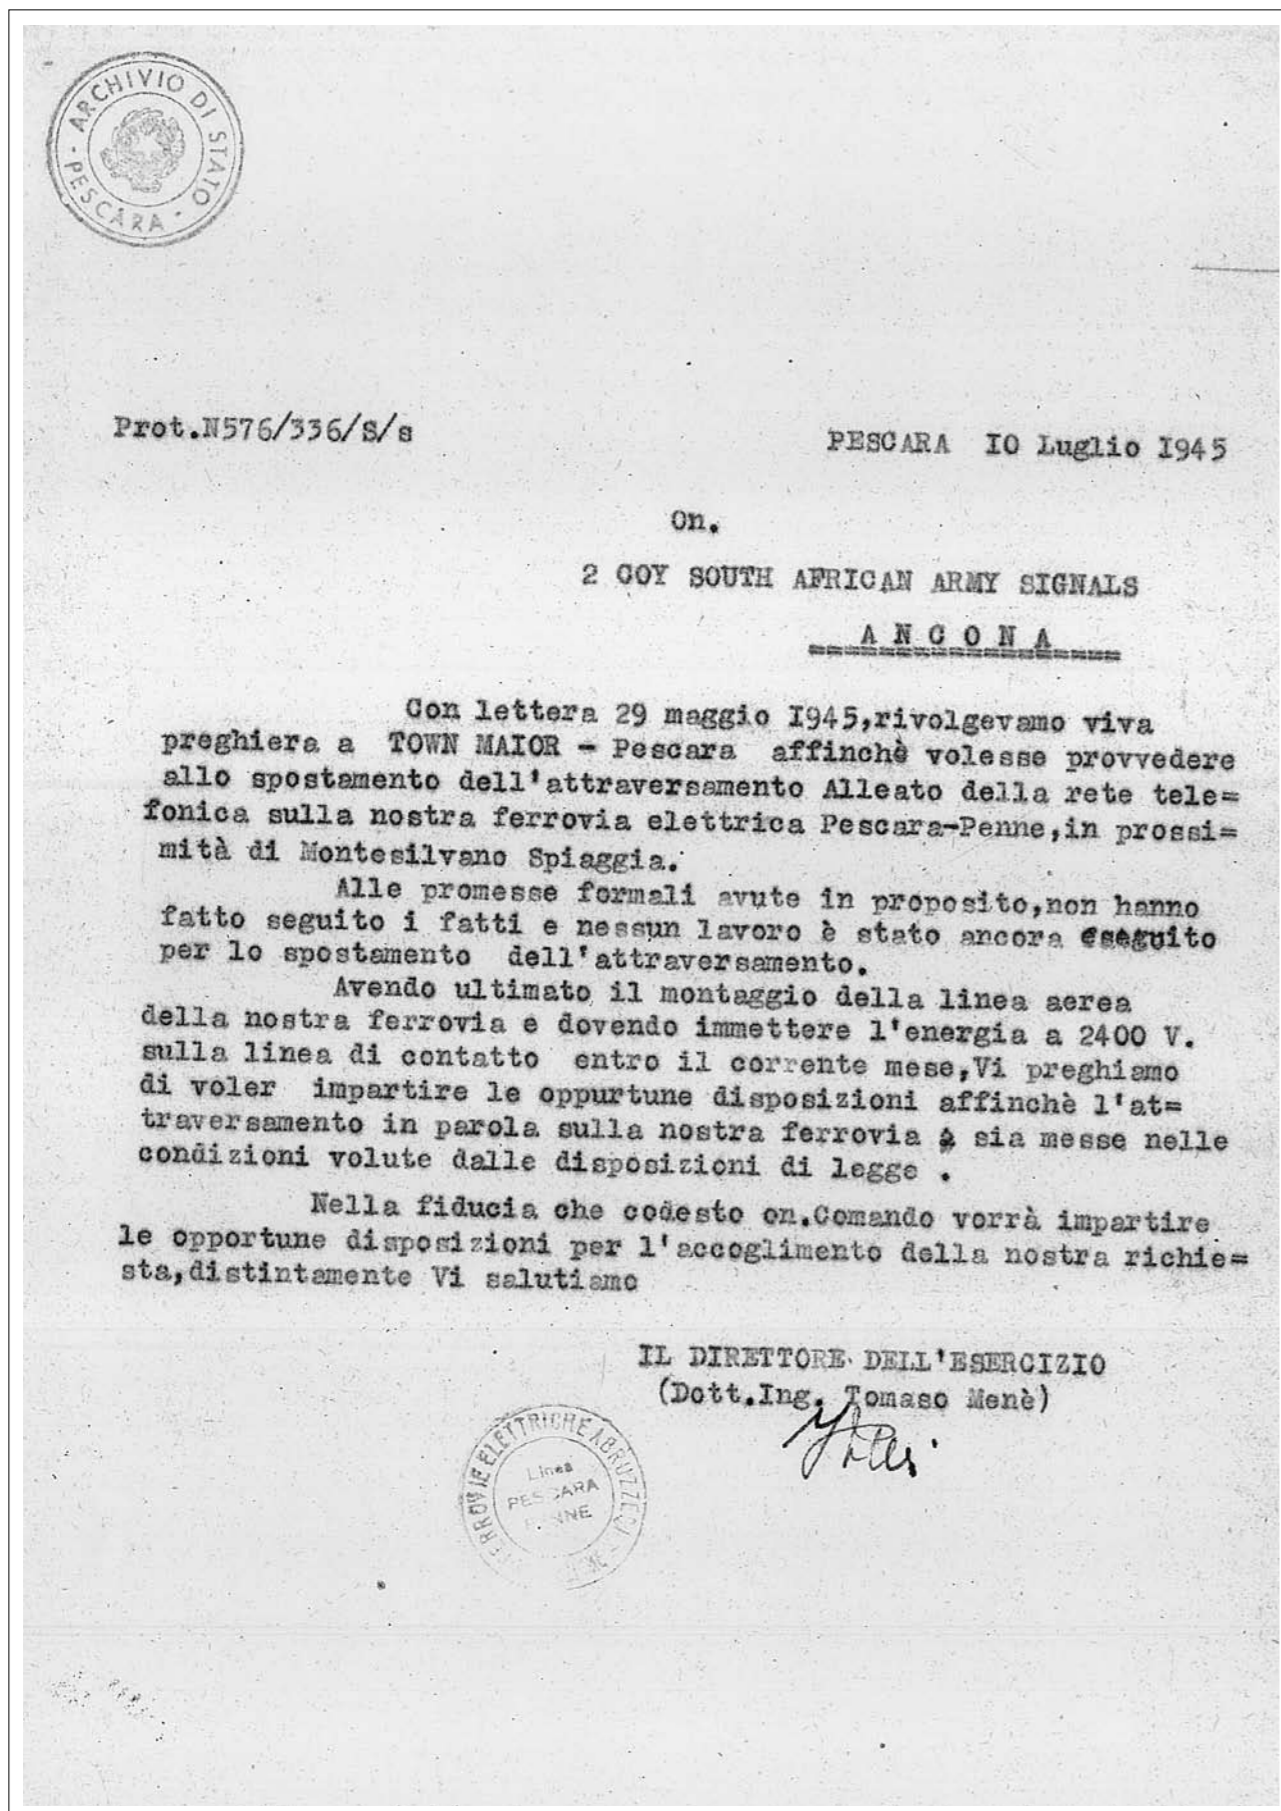 ARCHIVIO DI STATO
PESCARA
Prot.N576/336/S/s
PESCARA IO Luglio I945
On.
2 COY SOUTH AFRICAN ARMY SIGNALS
A N C O N A
Con lettera 29 maggio I945,rivolgevamo viva
preghiera a TOWN MAIOR - Pescara affinchè volesse provvedere
allo spostamento dell'attraversamento Alleato della rete tele=
fonica sulla nostra ferrovia elettrica Pescara-Penne,in prossi=
mità di Montesilvano Spiaggia.
Alle promesse formali avute in proposito,non hanno
fatto seguito i fatti e nessun lavoro è stato ancora eseguito
per lo spostamento dell'attraversamento.
Avendo ultimato il montaggio della linea aerea
della nostra ferrovia e dovendo immettere l'energia a 2400 V.
sulla linea di contatto entro il corrente mese,Vi preghiamo
di voler impartire le oppurtune disposizioni affinchè l'at=
traversamento in parola sulla nostra ferrovia sia messe nelle
condizioni volute dalle disposizioni di legge .
Nella fiducia che codesto on.Comando vorrà impartire
le opportune disposizioni per l'accoglimento della nostra richie=
sta,distintamente Vi salutiamo
IL DIRETTORE DELL'ESERCIZIO
(Dott.Ing. Tomaso Menè)
FERROVIE ELETTRICHE ABRUZZESI
Linea
PESCARA
PENNE